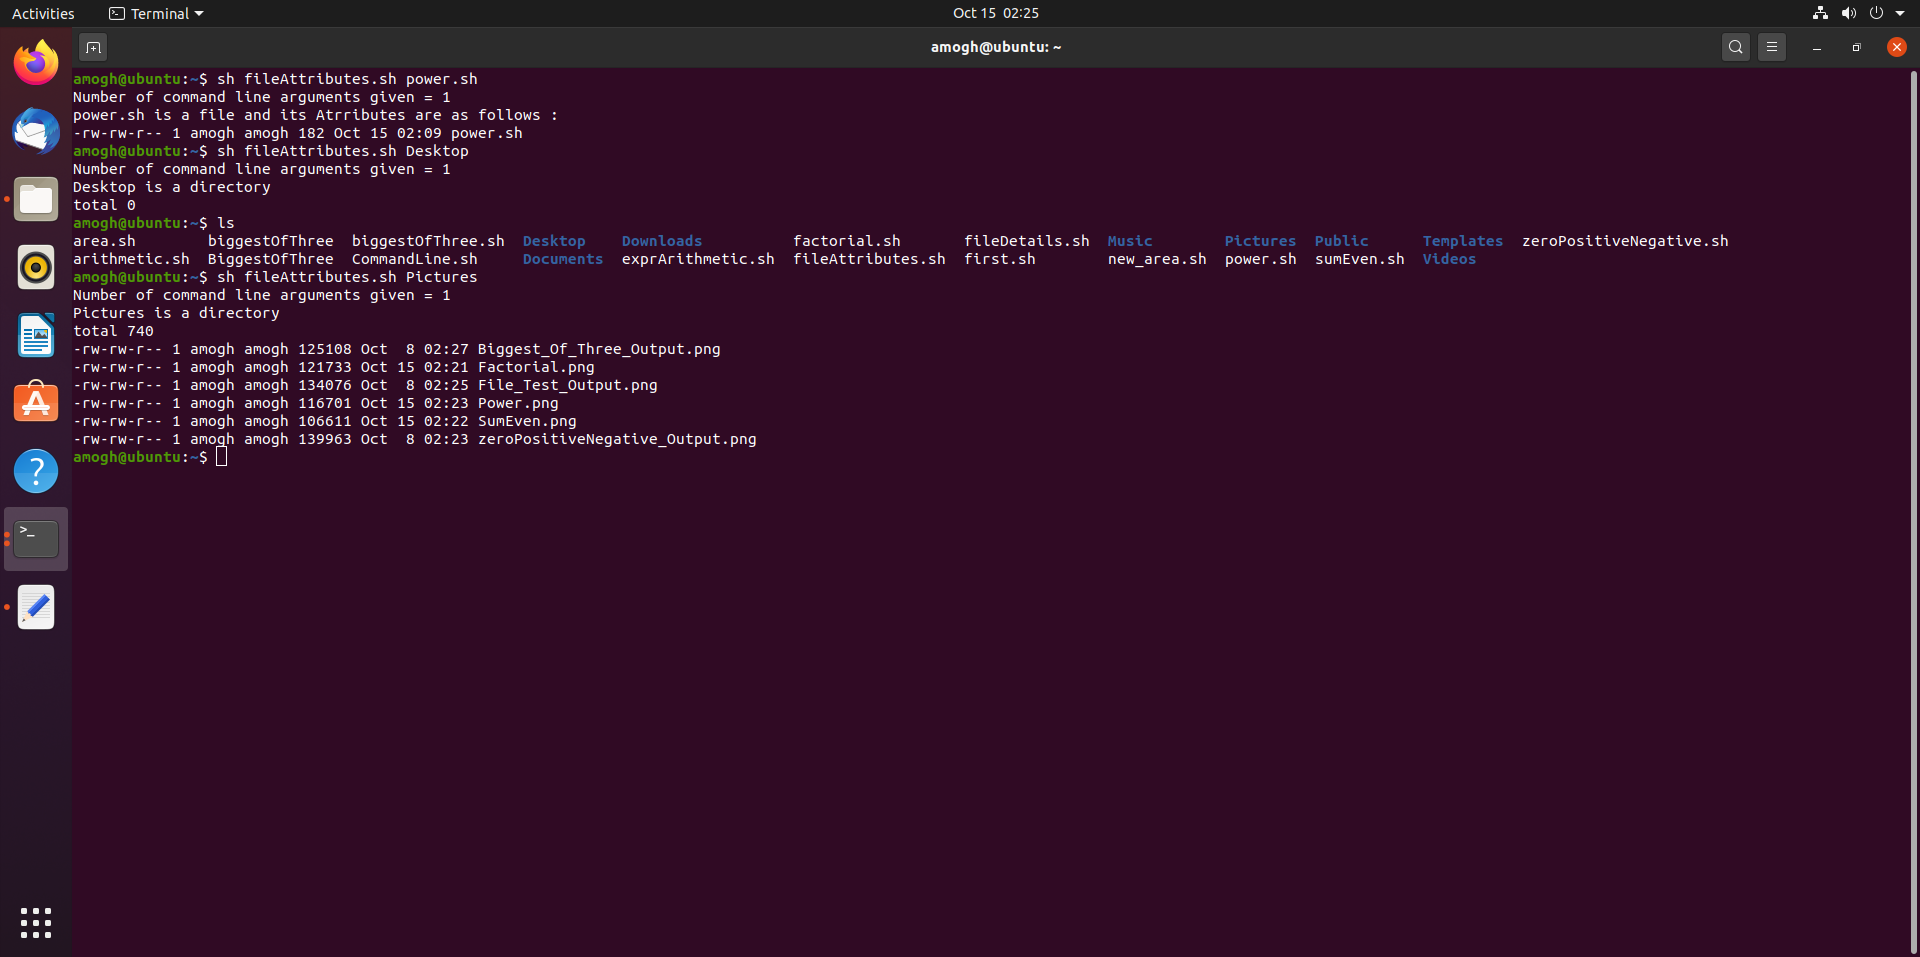 Activities Terminal Oct 15 02:25
amogh@ubuntu: ~
amogh@ubuntu:~$ sh fileAttributes.sh power.sh
Number of command line arguments given = 1
power.sh is a file and its Atrributes are as follows :
-rw-rw-r-- 1 amogh amogh 182 Oct 15 02:09 power.sh
amogh@ubuntu:~$ sh fileAttributes.sh Desktop
Number of command line arguments given = 1
Desktop is a directory
total 0
amogh@ubuntu:~$ ls
area.sh        biggestOfThree  biggestOfThree.sh  Desktop    Downloads          factorial.sh       fileDetails.sh  Music        Pictures  Public      Templates  zeroPositiveNegative.sh
arithmetic.sh  BiggestOfThree  CommandLine.sh     Documents  exprArithmetic.sh  fileAttributes.sh  first.sh        new_area.sh  power.sh  sumEven.sh  Videos
amogh@ubuntu:~$ sh fileAttributes.sh Pictures
Number of command line arguments given = 1
Pictures is a directory
total 740
-rw-rw-r-- 1 amogh amogh 125108 Oct  8 02:27 Biggest_Of_Three_Output.png
-rw-rw-r-- 1 amogh amogh 121733 Oct 15 02:21 Factorial.png
-rw-rw-r-- 1 amogh amogh 134076 Oct  8 02:25 File_Test_Output.png
-rw-rw-r-- 1 amogh amogh 116701 Oct 15 02:23 Power.png
-rw-rw-r-- 1 amogh amogh 106611 Oct 15 02:22 SumEven.png
-rw-rw-r-- 1 amogh amogh 139963 Oct  8 02:23 zeroPositiveNegative_Output.png
amogh@ubuntu:~$